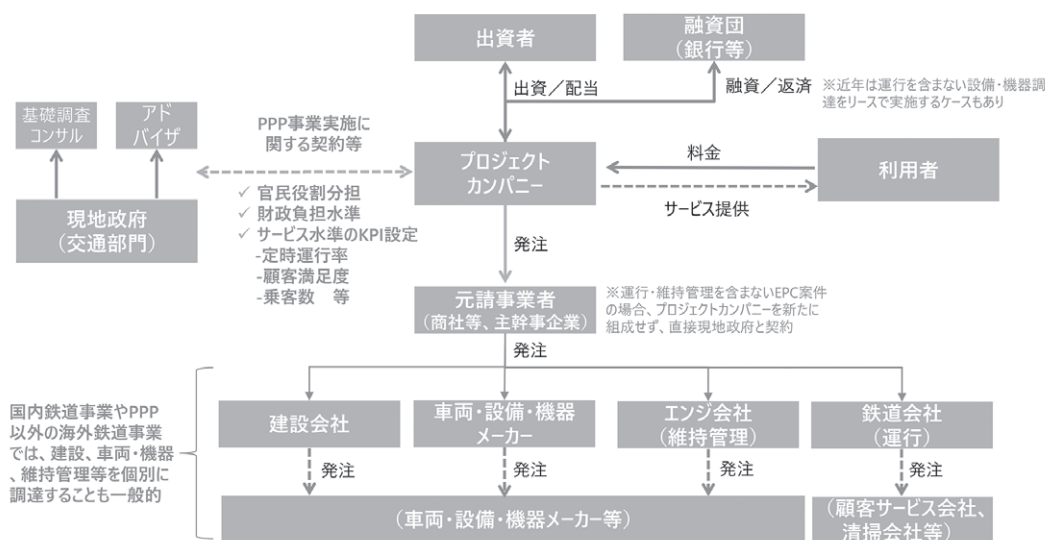 出資者
融資団
（銀行等）
出資／配当
融資／返済
※近年は運行を含まない設備・機器調
達をリースで実施するケースもあり
基礎調査
コンサル
アド
バイザ
PPP事業実施に
関する契約等
プロジェクト
カンパニー
料金
利用者
サービス提供
現地政府
（交通部門）
✓ 官民役割分担
✓ 財政負担水準
✓ サービス水準のKPI設定
-定時運行率
-顧客満足度
-乗客数　等
発注
元請事業者
（商社等、主幹事企業）
※運行・維持管理を含まないEPC案件
の場合、プロジェクトカンパニーを新たに
組成せず、直接現地政府と契約
発注
国内鉄道事業やPPP
以外の海外鉄道事業
では、建設、車両・機器
、維持管理等を個別に
調達することも一般的
建設会社
車両・設備・機器
メーカー
エンジ会社
（維持管理）
鉄道会社
（運行）
発注
発注
発注
発注
（車両・設備・機器メーカー等）
（顧客サービス会社、
清掃会社等）